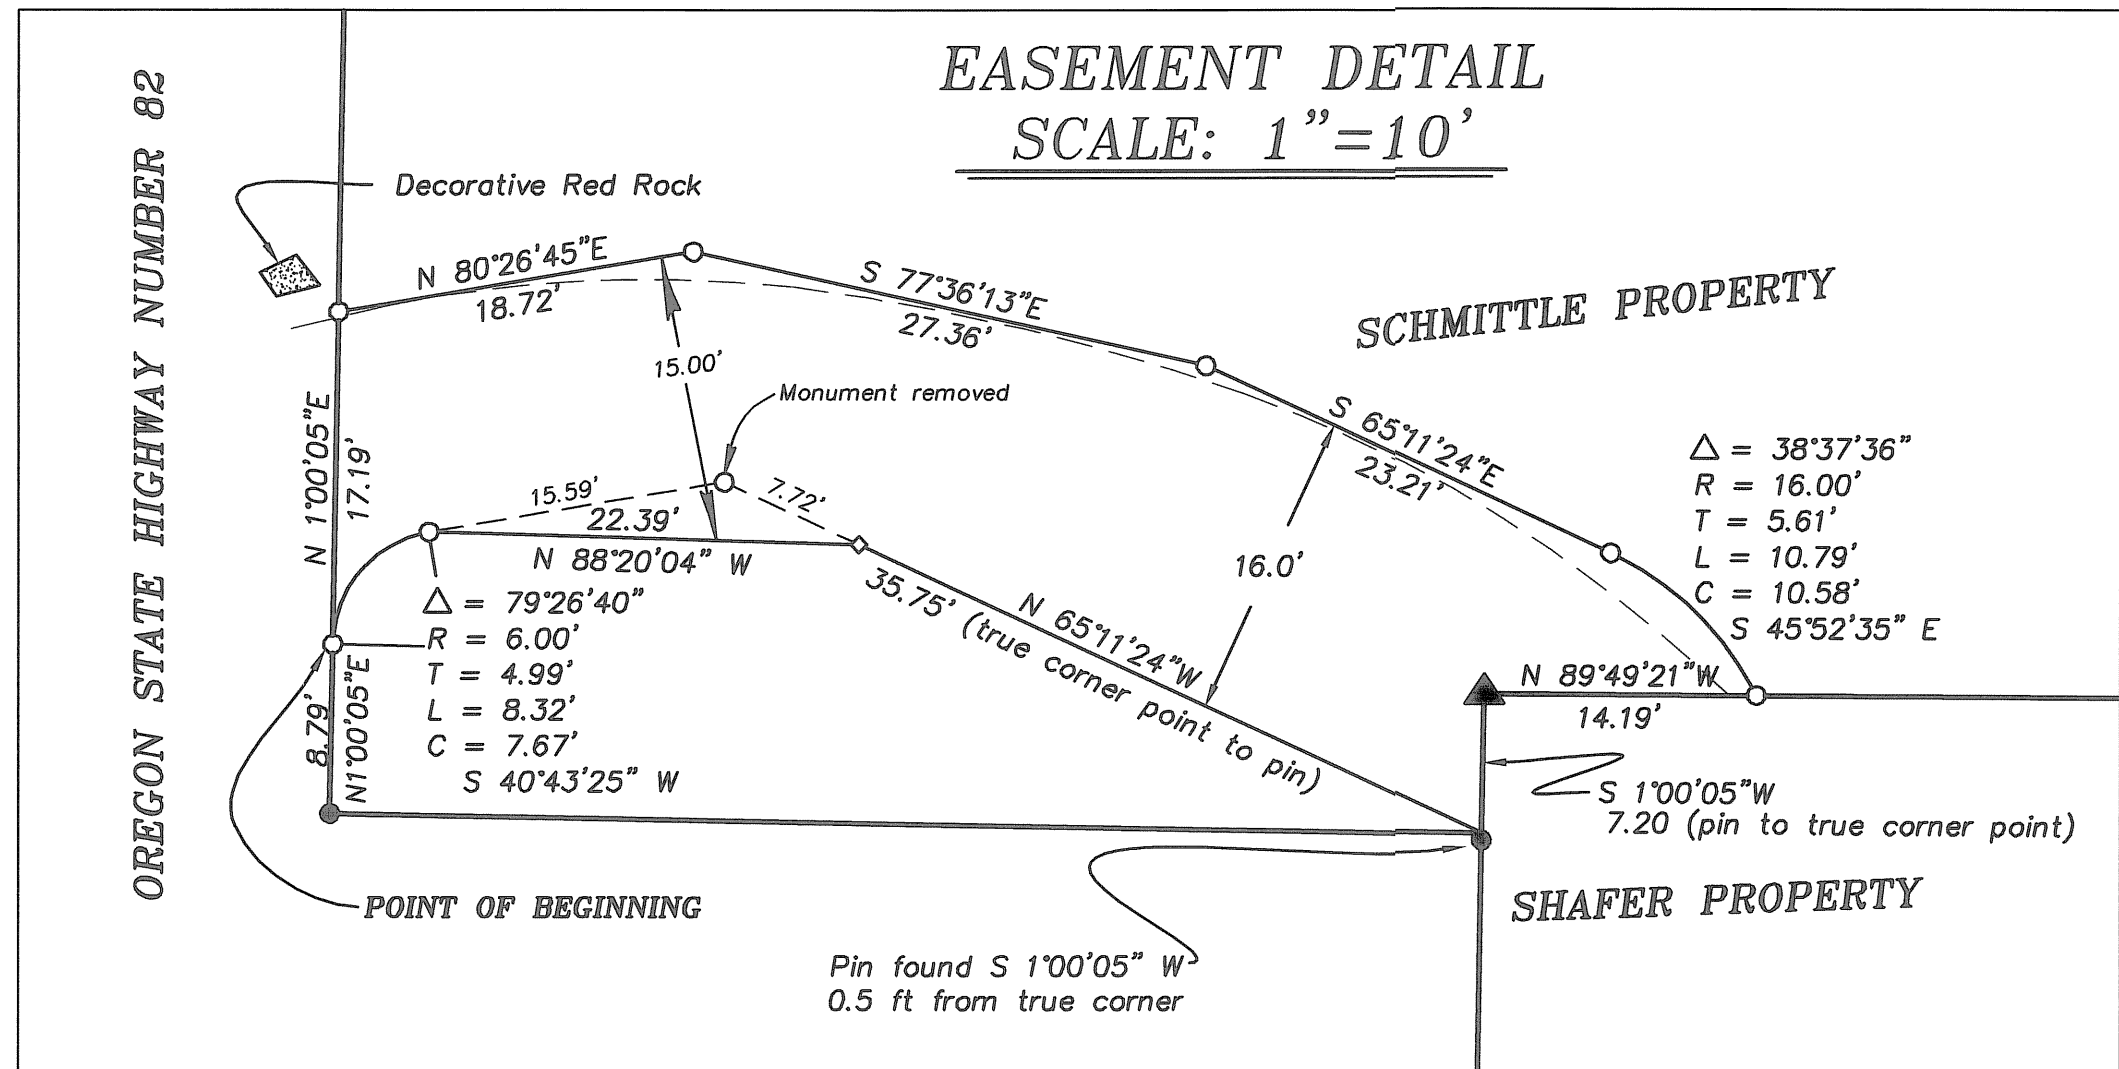 EASEMENT DETAIL
SCALE: 1"=10'
OREGON STATE HIGHWAY NUMBER 82
Decorative Red Rock
N 80°26'45"E
18.72'
S 77°36'13"E
27.36'
SCHMITTLE PROPERTY
15.00'
Monument removed
N 1°00'05"E
17.19'
S 65°11'24"E
23.21'
△ = 38°37'36"
R = 16.00'
T = 5.61'
L = 10.79'
C = 10.58'
S 45°52'35" E
15.59'
7.72'
22.39'
N 88°20'04" W
16.0'
35.75' (true corner point to pin)
N 65°11'24"W
△ = 79°26'40"
R = 6.00'
T = 4.99'
L = 8.32'
C = 7.67'
S 40°43'25" W
8.79'
N1°00'05"E
N 89°49'21"W
14.19'
S 1°00'05"W
7.20 (pin to true corner point)
POINT OF BEGINNING
SHAFER PROPERTY
Pin found S 1°00'05" W
0.5 ft from true corner